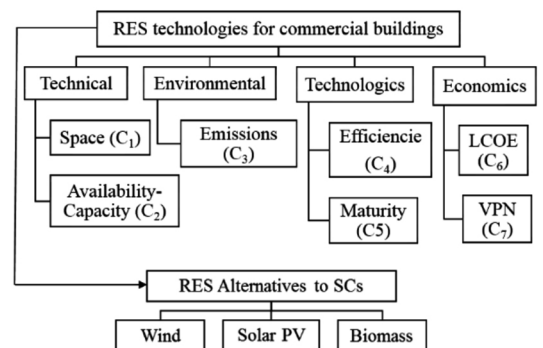 RES technologies for commercial buildings
Technical
Environmental
Technologics
Economics
Space (C₁)
Availability-
Capacity (C₂)
Emissions
(C₃)
Efficiencie
(C₄)
Maturity
(C5)
LCOE
(C₆)
VPN
(C₇)
RES Alternatives to SCs
Wind
Solar PV
Biomass